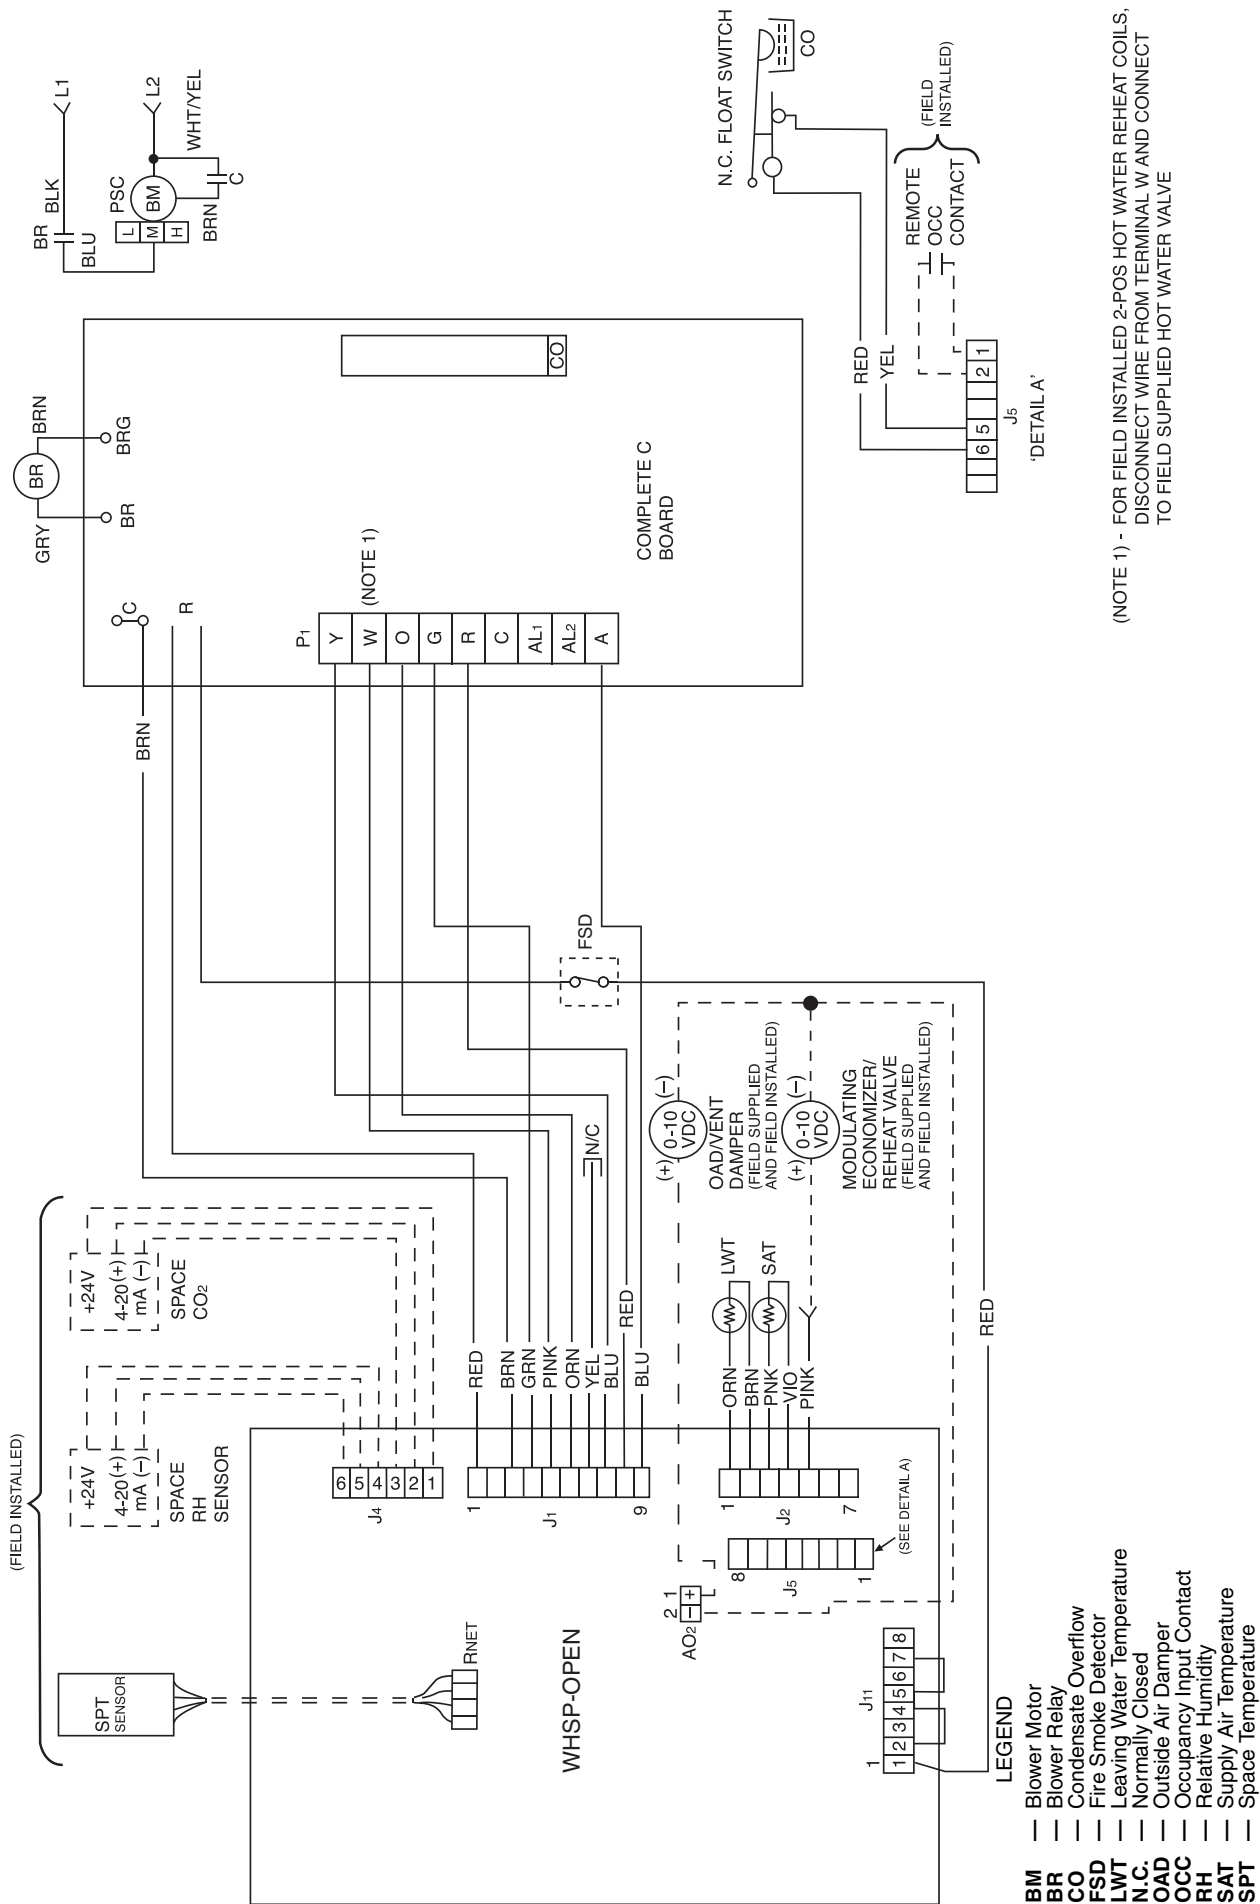 (FIELD INSTALLED)
SPT
SENSOR
+24V
4-20(+)
mA (−)
SPACE
RH
SENSOR
+24V
4-20(+)
mA (−)
SPACE
CO2
RNET
WHSP-OPEN
J4
6 5 4 3 2 1
J1
1
9
RED
BRN
GRN
PINK
ORN
YEL
BLU
RED
BLU
N/C
BRN
C
R
GRY
BR
BRN
BR
BRG
P1
Y
W
O
G
R
C
AL1
AL2
A
(NOTE 1)
COMPLETE C
BOARD
CO
BR
BLK
L1
BLU
PSC
BM
L
M
H
L2
WHT/YEL
BRN
C
FSD
AO2
2 1
− +
J5
8
1
(SEE DETAIL A)
J2
1
7
ORN
BRN
PNK
VIO
PINK
LWT
SAT
(+)
0-10
VDC
(−)
OAD/VENT
DAMPER
(FIELD SUPPLIED
AND FIELD INSTALLED)
(+)
0-10
VDC
(−)
MODULATING
ECONOMIZER/
REHEAT VALVE
(FIELD SUPPLIED
AND FIELD INSTALLED)
RED
J11
1
1 2 3 4 5 6 7 8
N.C. FLOAT SWITCH
CO
RED
YEL
REMOTE
OCC
CONTACT
(FIELD
INSTALLED)
6 5 2 1
J5
'DETAIL A'
LEGEND
BM — Blower Motor
BR — Blower Relay
CO — Condensate Overflow
FSD — Fire Smoke Detector
LWT — Leaving Water Temperature
N.C. — Normally Closed
OAD — Outside Air Damper
OCC — Occupancy Input Contact
RH — Relative Humidity
SAT — Supply Air Temperature
SPT — Space Temperature
(NOTE 1) - FOR FIELD INSTALLED 2-POS HOT WATER REHEAT COILS,
DISCONNECT WIRE FROM TERMINAL W AND CONNECT
TO FIELD SUPPLIED HOT WATER VALVE